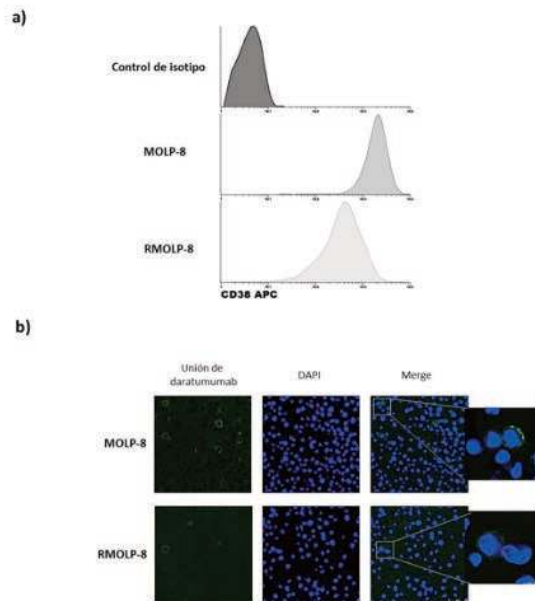 a)
Control de isotipo
MOLP-8
RMOLP-8
CD38 APC
b)
Unión de
daratumumab
DAPI
Merge
MOLP-8
RMOLP-8